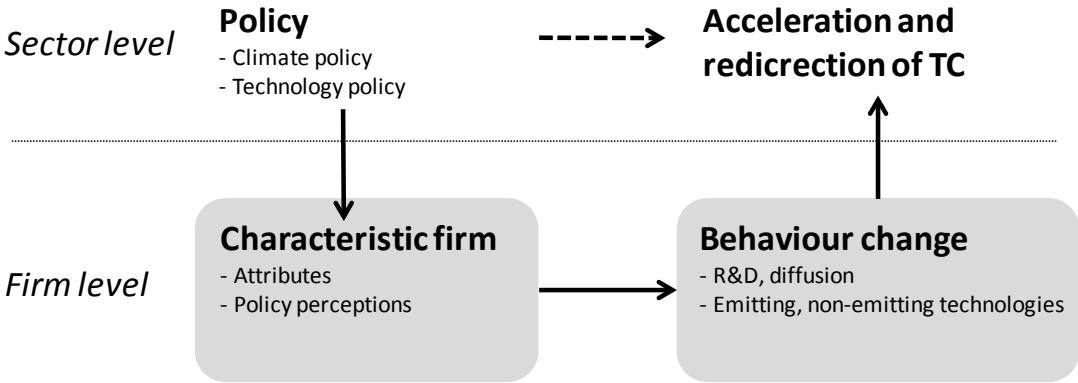 Sector level
Policy
- Climate policy
- Technology policy
Acceleration and
redicrection of TC
Firm level
Characteristic firm
- Attributes
- Policy perceptions
Behaviour change
- R&D, diffusion
- Emitting, non-emitting technologies